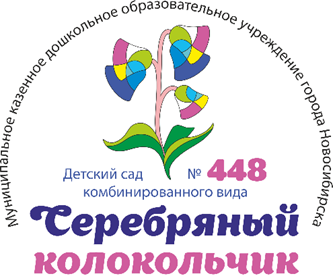 Муниципальное казенное дошкольное образовательное учреждение города Новосибирска
Детский сад № 448
комбинированного вида
Серебряный
колокольчик